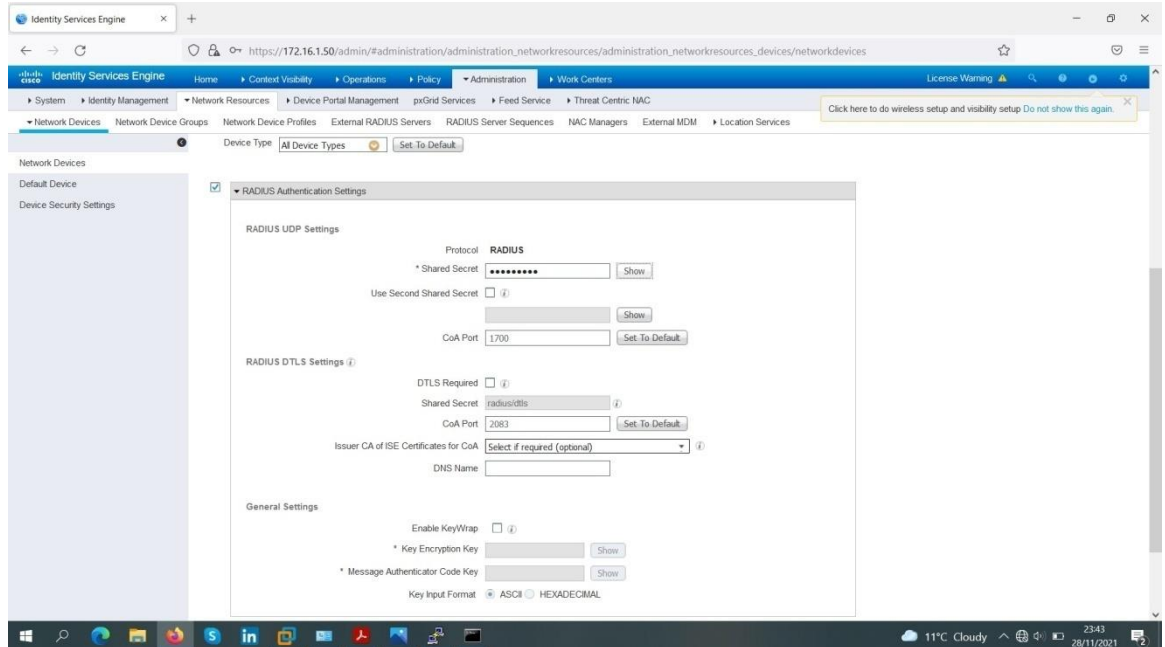 Identity Services Engine
https://172.16.1.50/admin/#administration/administration_networkresources/administration_networkresources_devices/networkdevices
CISCO Identity Services Engine Home Context Visibility Operations Policy Administration Work Centers License Warning
System Identity Management Network Resources Device Portal Management pxGrid Services Feed Service Threat Centric NAC
Click here to do wireless setup and visibility setup Do not show this again.
Network Devices Network Device Groups Network Device Profiles External RADIUS Servers RADIUS Server Sequences NAC Managers External MDM Location Services
Device Type All Device Types Set To Default
Network Devices
Default Device
Device Security Settings
RADIUS Authentication Settings
RADIUS UDP Settings
Protocol RADIUS
* Shared Secret ••••••••• Show
Use Second Shared Secret
Show
CoA Port 1700 Set To Default
RADIUS DTLS Settings
DTLS Required
Shared Secret radius/dtls
CoA Port 2083 Set To Default
Issuer CA of ISE Certificates for CoA Select if required (optional)
DNS Name
General Settings
Enable KeyWrap
* Key Encryption Key Show
* Message Authenticator Code Key Show
Key Input Format ASCII HEXADECIMAL
11°C Cloudy 23:43
28/11/2021